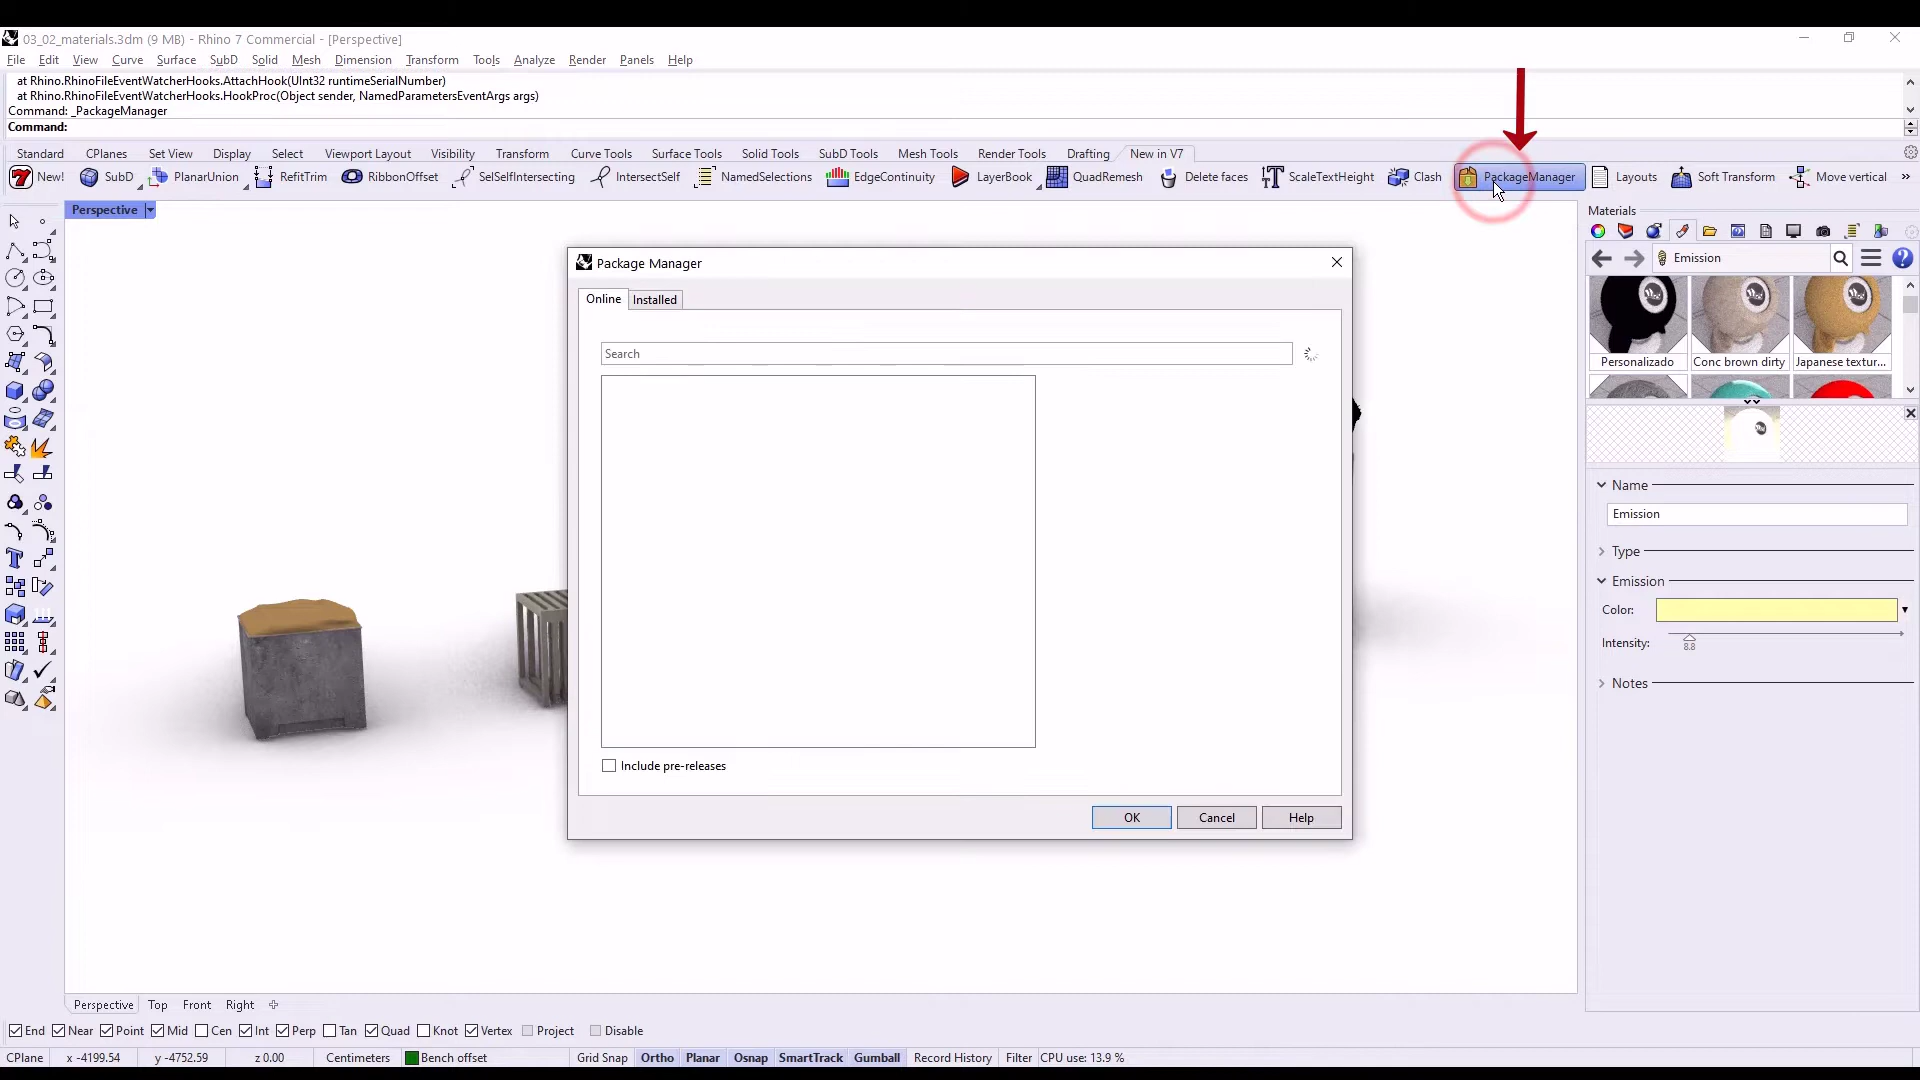 03_02_materials.3dm (9 MB) - Rhino 7 Commercial - [Perspective]
File Edit View Curve Surface SubD Solid Mesh Dimension Transform Tools Analyze Render Panels Help
at Rhino.RhinoFileEventWatcherHooks.AttachHook(UInt32 runtimeSerialNumber)
at Rhino.RhinoFileEventWatcherHooks.HookProc(Object sender, NamedParametersEventArgs args)
Command: _PackageManager
Command:
Standard CPlanes Set View Display Select Viewport Layout Visibility Transform Curve Tools Surface Tools Solid Tools SubD Tools Mesh Tools Render Tools Drafting New in V7
7 New! SubD PlanarUnion RefitTrim RibbonOffset SelSelfIntersecting IntersectSelf NamedSelections EdgeContinuity LayerBook QuadRemesh Delete faces ScaleTextHeight Clash PackageManager Layouts Soft Transform Move vertical »
Perspective
Materials
Emission
Personalizado Conc brown dirty Japanese textur...
Name
Emission
Type
Emission
Color:
Intensity:
8.8
Notes
Package Manager
Online Installed
Search
Include pre-releases
OK Cancel Help
Perspective Top Front Right
End Near Point Mid Cen Int Perp Tan Quad Knot Vertex Project Disable
CPlane x -4199.54 y -4752.59 z 0.00 Centimeters Bench offset Grid Snap Ortho Planar Osnap SmartTrack Gumball Record History Filter CPU use: 13.9 %